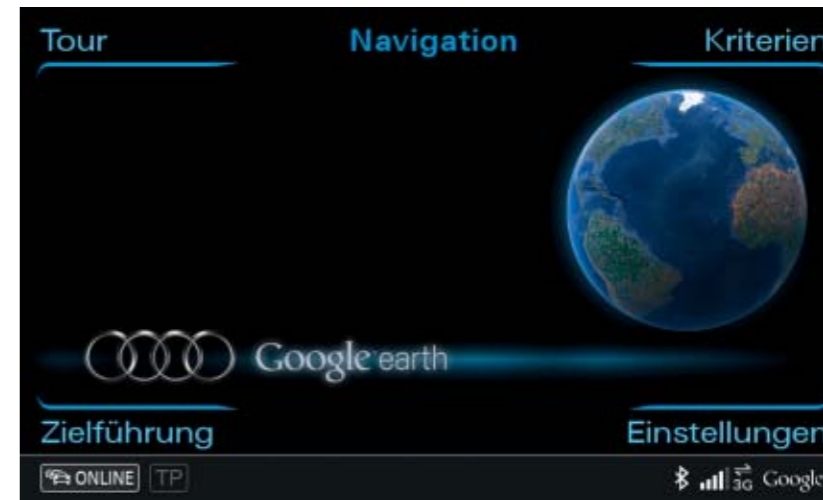 Tour Navigation Kriterien
Google earth
Zielführung Einstellungen
ONLINE TP 3G Google